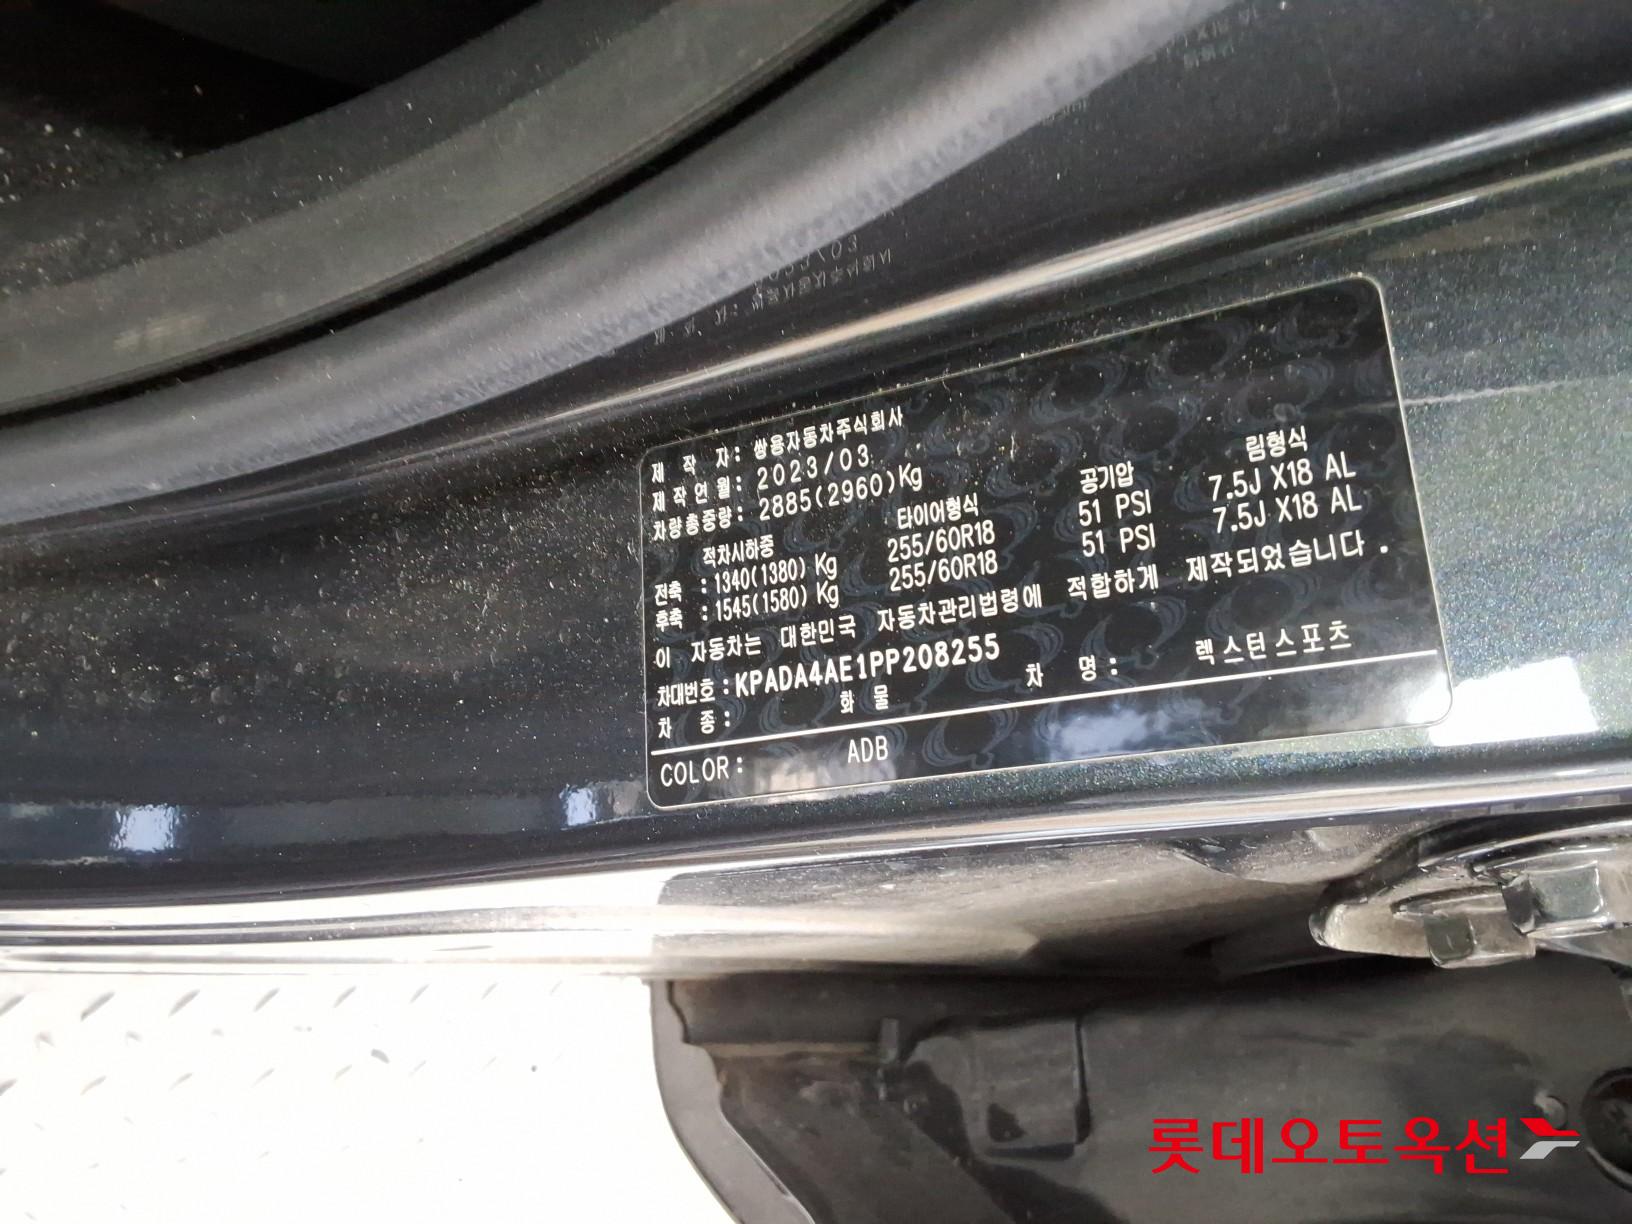 제 작 자: 쌍용자동차주식회사
제작연월: 2023/03
차량총중량: 2885(2960)Kg
적차시하중 타이어형식 공기압 림형식
전축 :1340(1380) Kg 255/60R18 51 PSI 7.5J X18 AL
후축 :1545(1580) Kg 255/60R18 51 PSI 7.5J X18 AL
이 자동차는 대한민국 자동차관리법령에 적합하게 제작되었습니다.
차대번호:KPADA4AE1PP208255
차 종: 화 물 차 명: 렉스턴스포츠
COLOR: ADB
롯데오토옥션